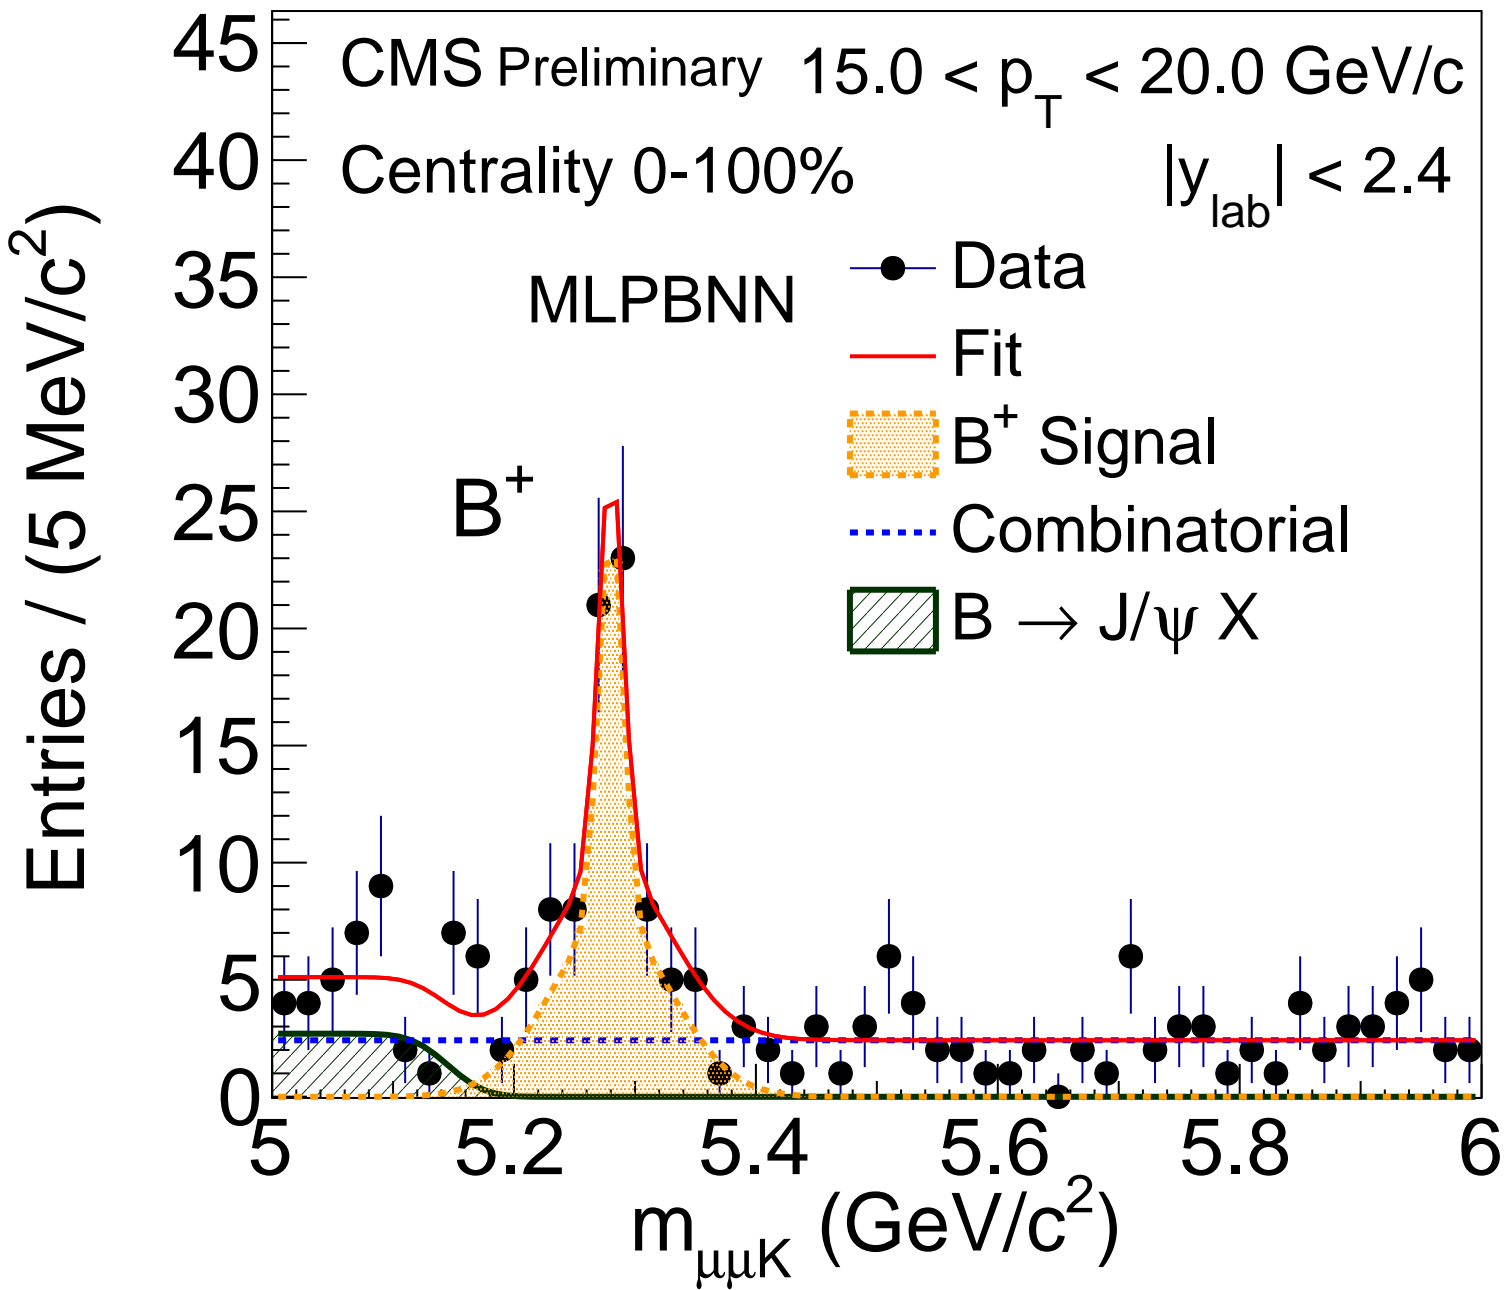 CMS Preliminary 15.0 < p_T < 20.0 GeV/c
Centrality 0-100% |y_lab| < 2.4
MLPBNN
Data
Fit
B⁺ Signal
Combinatorial
B → J/ψ X
B⁺
Entries / (5 MeV/c²)
45
40
35
30
25
20
15
10
5
0
5 5.2 5.4 5.6 5.8 6
m_μμK (GeV/c²)